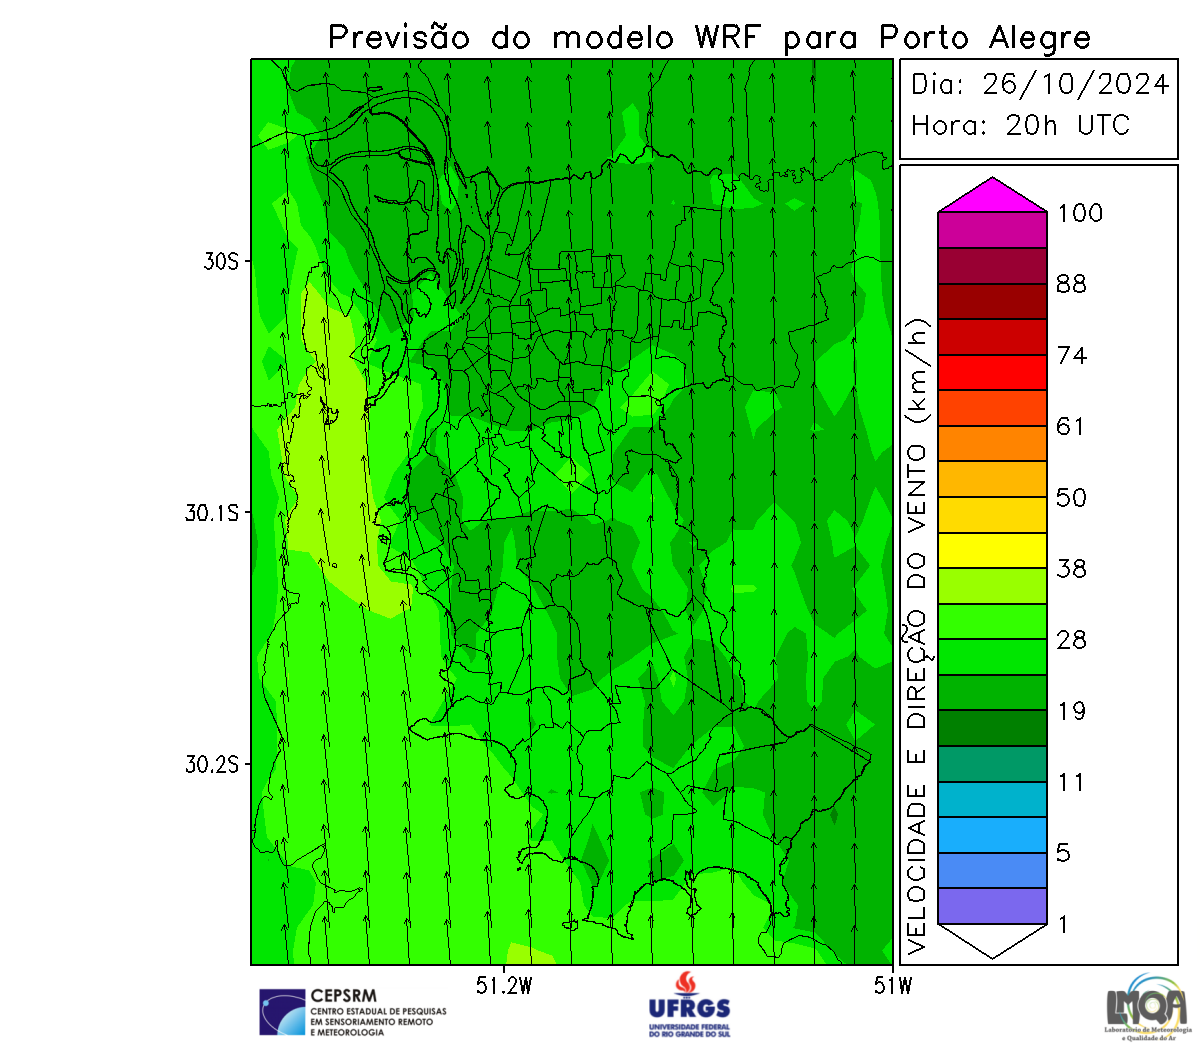 Previsão do modelo WRF para Porto Alegre
Dia: 26/10/2024
Hora: 20h UTC
VELOCIDADE E DIREÇÃO DO VENTO (km/h)
100
88
74
61
50
38
28
19
11
5
1
30S
30.1S
30.2S
51.2W
51W
CEPSRM
CENTRO ESTADUAL DE PESQUISAS
EM SENSORIAMENTO REMOTO
E METEOROLOGIA
UFRGS
UNIVERSIDADE FEDERAL
DO RIO GRANDE DO SUL
LMQA
Laboratório de Meteorologia
e Qualidade do Ar